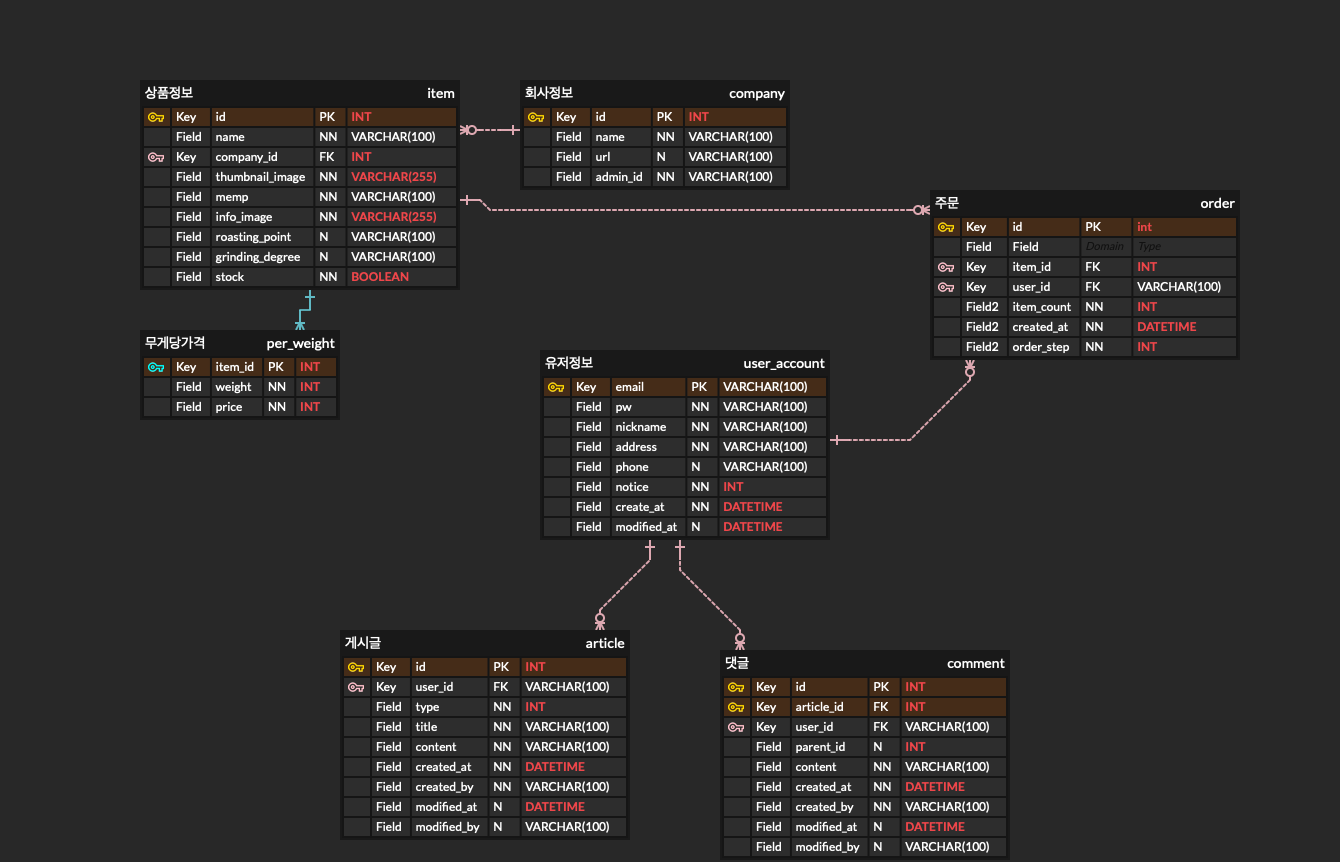 상품정보 item
Key id PK INT
Field name NN VARCHAR(100)
Key company_id FK INT
Field thumbnail_image NN VARCHAR(255)
Field memp NN VARCHAR(100)
Field info_image NN VARCHAR(255)
Field roasting_point N VARCHAR(100)
Field grinding_degree N VARCHAR(100)
Field stock NN BOOLEAN
회사정보 company
Key id PK INT
Field name NN VARCHAR(100)
Field url N VARCHAR(100)
Field admin_id NN VARCHAR(100)
주문 order
Key id PK int
Field Field Domain Type
Key item_id FK INT
Key user_id FK VARCHAR(100)
Field2 item_count NN INT
Field2 created_at NN DATETIME
Field2 order_step NN INT
무게당가격 per_weight
Key item_id PK INT
Field weight NN INT
Field price NN INT
유저정보 user_account
Key email PK VARCHAR(100)
Field pw NN VARCHAR(100)
Field nickname NN VARCHAR(100)
Field address NN VARCHAR(100)
Field phone N VARCHAR(100)
Field notice NN INT
Field create_at NN DATETIME
Field modified_at N DATETIME
게시글 article
Key id PK INT
Key user_id FK VARCHAR(100)
Field type NN INT
Field title NN VARCHAR(100)
Field content NN VARCHAR(100)
Field created_at NN DATETIME
Field created_by NN VARCHAR(100)
Field modified_at N DATETIME
Field modified_by N VARCHAR(100)
댓글 comment
Key id PK INT
Key article_id FK INT
Key user_id FK VARCHAR(100)
Field parent_id N INT
Field content NN VARCHAR(100)
Field created_at NN DATETIME
Field created_by NN VARCHAR(100)
Field modified_at N DATETIME
Field modified_by N VARCHAR(100)